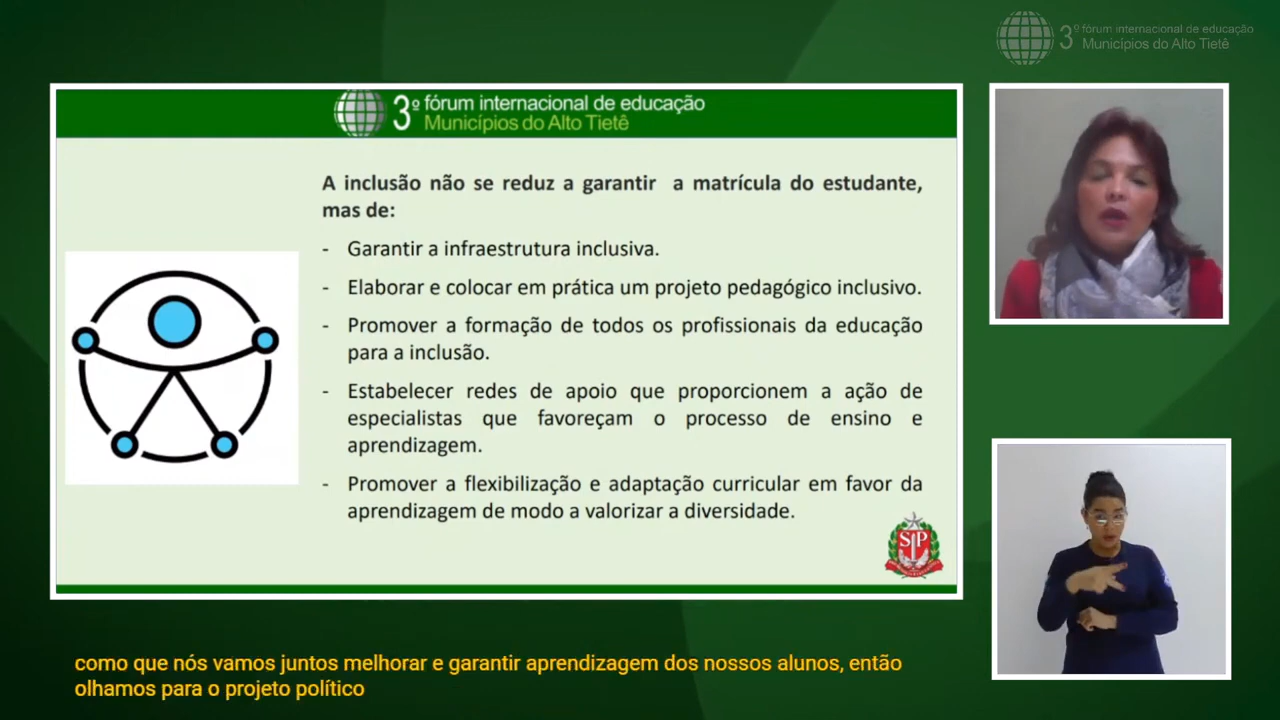 3º fórum internacional de educação
Municípios do Alto Tietê
3º fórum internacional de educação
Municípios do Alto Tietê
A inclusão não se reduz a garantir a matrícula do estudante,
mas de:
- Garantir a infraestrutura inclusiva.
- Elaborar e colocar em prática um projeto pedagógico inclusivo.
- Promover a formação de todos os profissionais da educação
para a inclusão.
- Estabelecer redes de apoio que proporcionem a ação de
especialistas que favoreçam o processo de ensino e
aprendizagem.
- Promover a flexibilização e adaptação curricular em favor da
aprendizagem de modo a valorizar a diversidade.
SP
como que nós vamos juntos melhorar e garantir aprendizagem dos nossos alunos, então
olhamos para o projeto político